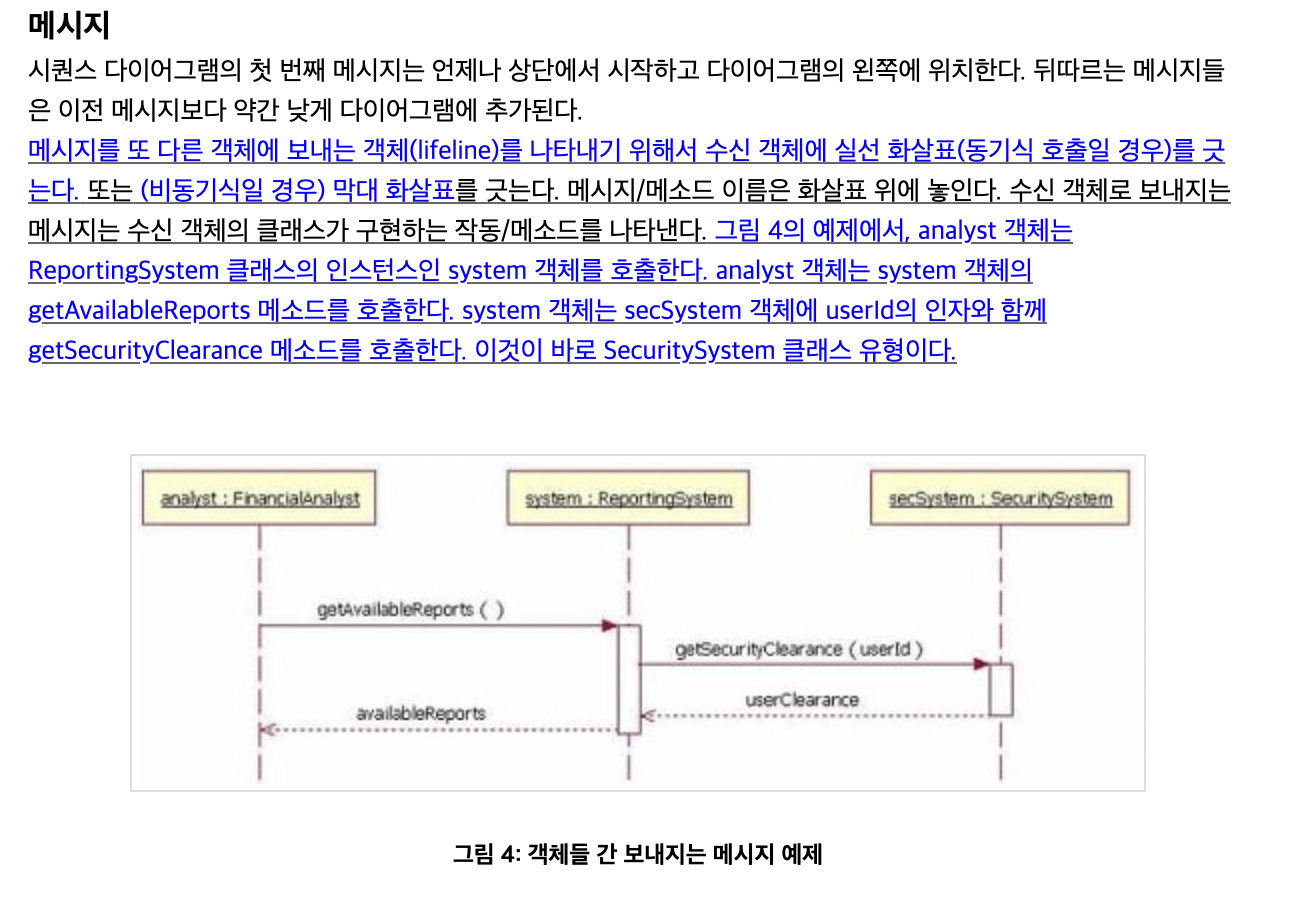 메시지
시퀀스 다이어그램의 첫 번째 메시지는 언제나 상단에서 시작하고 다이어그램의 왼쪽에 위치한다. 뒤따르는 메시지들
은 이전 메시지보다 약간 낮게 다이어그램에 추가된다.
메시지를 또 다른 객체에 보내는 객체(lifeline)를 나타내기 위해서 수신 객체에 실선 화살표(동기식 호출일 경우)를 긋
는다. 또는 (비동기식일 경우) 막대 화살표를 긋는다. 메시지/메소드 이름은 화살표 위에 놓인다. 수신 객체로 보내지는
메시지는 수신 객체의 클래스가 구현하는 작동/메소드를 나타낸다. 그림 4의 예제에서, analyst 객체는
ReportingSystem 클래스의 인스턴스인 system 객체를 호출한다. analyst 객체는 system 객체의
getAvailableReports 메소드를 호출한다. system 객체는 secSystem 객체에 userId의 인자와 함께
getSecurityClearance 메소드를 호출한다. 이것이 바로 SecuritySystem 클래스 유형이다.
analyst : FinancialAnalyst
system : ReportingSystem
secSystem : SecuritySystem
getAvailableReports ( )
getSecurityClearance ( userId )
userClearance
availableReports
그림 4: 객체들 간 보내지는 메시지 예제